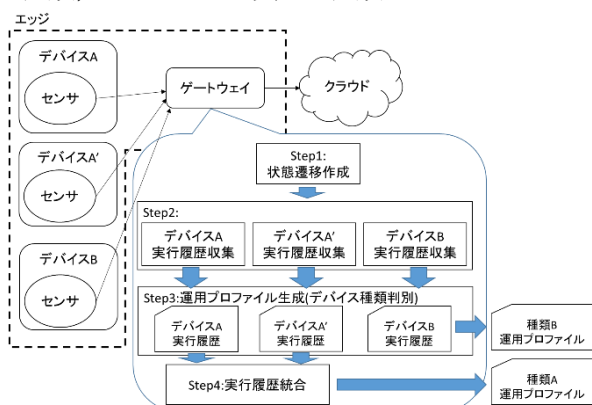 エッジ
デバイスA
センサ
デバイスA'
センサ
デバイスB
センサ
ゲートウェイ
クラウド
Step1:
状態遷移作成
Step2:
デバイスA
実行履歴収集
デバイスA'
実行履歴収集
デバイスB
実行履歴収集
Step3:運用プロファイル生成(デバイス種類判別)
デバイスA
実行履歴
デバイスA'
実行履歴
デバイスB
実行履歴
種類B
運用プロファイル
Step4:実行履歴統合
種類A
運用プロファイル